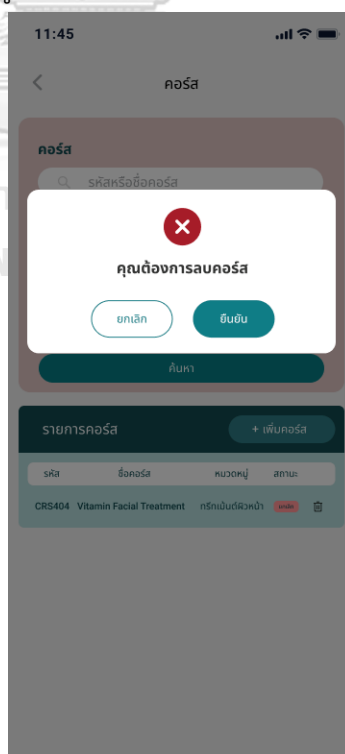 11:45
คอร์ส
คอร์ส
รหัสหรือชื่อคอร์ส
คุณต้องการลบคอร์ส
ยกเลิก ยืนยัน
ค้นหา
รายการคอร์ส + เพิ่มคอร์ส
รหัส ชื่อคอร์ส หมวดหมู่ สถานะ
CRS404 Vitamin Facial Treatment ทรีทเม้นต์ผิวหน้า